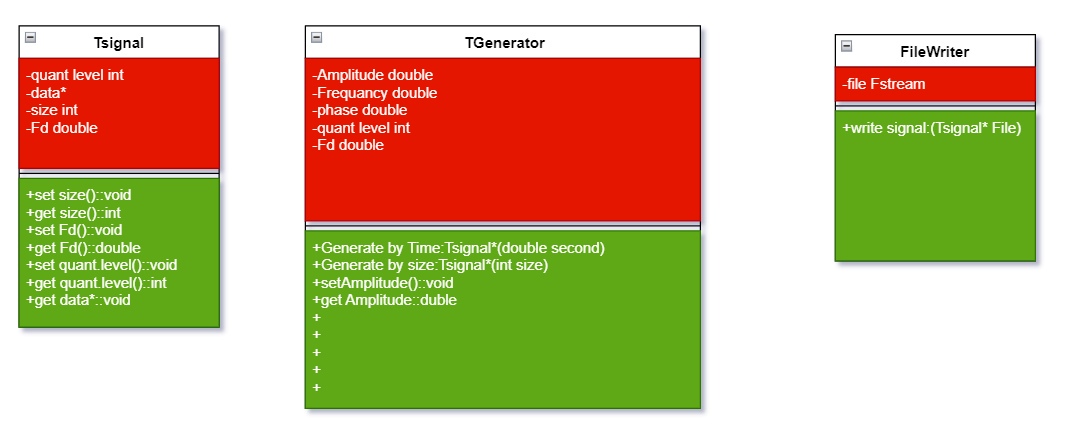 Tsignal
-quant level int
-data*
-size int
-Fd double
+set size()::void
+get size()::int
+set Fd()::void
+get Fd()::double
+set quant.level()::void
+get quant.level()::int
+get data*::void
TGenerator
-Amplitude double
-Frequancy double
-phase double
-quant level int
-Fd double
+Generate by Time:Tsignal*(double second)
+Generate by size:Tsignal*(int size)
+setAmplitude()::void
+get Amplitude::duble
+
+
+
+
+
FileWriter
-file Fstream
+write signal:(Tsignal* File)